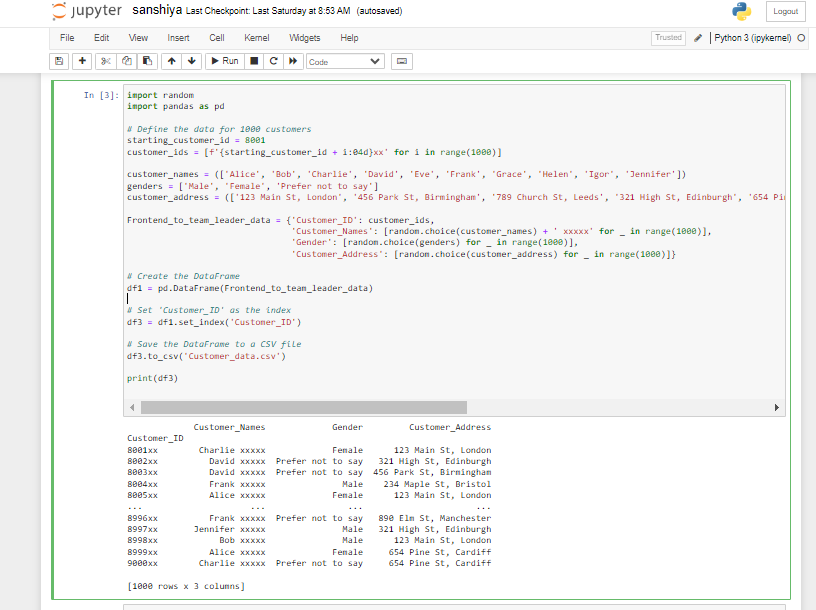 jupyter sanshiya Last Checkpoint: Last Saturday at 8:53 AM (autosaved)
Logout
File Edit View Insert Cell Kernel Widgets Help
Trusted
Python 3 (ipykernel)
Run
Code
In [3]: import random
import pandas as pd
# Define the data for 1000 customers
starting_customer_id = 8001
customer_ids = [f'{starting_customer_id + i:04d}xx' for i in range(1000)]
customer_names = (['Alice', 'Bob', 'Charlie', 'David', 'Eve', 'Frank', 'Grace', 'Helen', 'Igor', 'Jennifer'])
genders = ['Male', 'Female', 'Prefer not to say']
customer_address = (['123 Main St, London', '456 Park St, Birmingham', '789 Church St, Leeds', '321 High St, Edinburgh', '654 Pi
Frontend_to_team_leader_data = {'Customer_ID': customer_ids,
'Customer_Names': [random.choice(customer_names) + ' xxxxx' for _ in range(1000)],
'Gender': [random.choice(genders) for _ in range(1000)],
'Customer_Address': [random.choice(customer_address) for _ in range(1000)]}
# Create the DataFrame
df1 = pd.DataFrame(Frontend_to_team_leader_data)
# Set 'Customer_ID' as the index
df3 = df1.set_index('Customer_ID')
# Save the DataFrame to a CSV file
df3.to_csv('Customer_data.csv')
print(df3)
Customer_Names Gender Customer_Address
Customer_ID
8001xx Charlie xxxxx Female 123 Main St, London
8002xx David xxxxx Prefer not to say 321 High St, Edinburgh
8003xx David xxxxx Prefer not to say 456 Park St, Birmingham
8004xx Frank xxxxx Male 234 Maple St, Bristol
8005xx Alice xxxxx Female 123 Main St, London
... ... ... ...
8996xx Frank xxxxx Prefer not to say 890 Elm St, Manchester
8997xx Jennifer xxxxx Male 321 High St, Edinburgh
8998xx Bob xxxxx Male 123 Main St, London
8999xx Alice xxxxx Female 654 Pine St, Cardiff
9000xx Charlie xxxxx Prefer not to say 654 Pine St, Cardiff
[1000 rows x 3 columns]